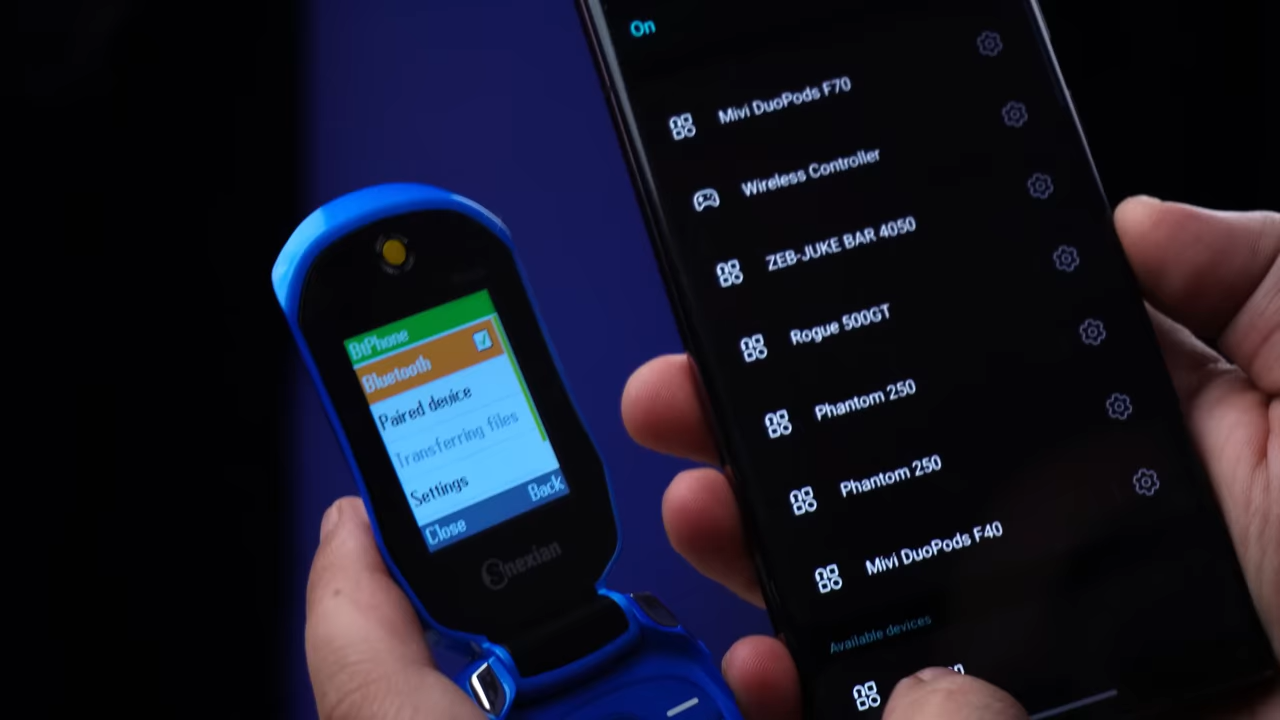 BtPhone
Bluetooth
Paired device
Transferring files
Settings
Close Back
Snexian
On
Mivi DuoPods F70
Wireless Controller
ZEB-JUKE BAR 4050
Rogue 500GT
Phantom 250
Phantom 250
Mivi DuoPods F40
Available devices